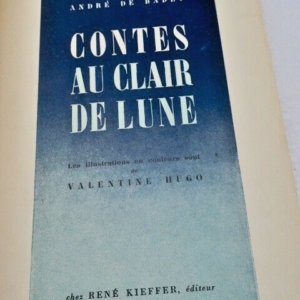 ANDRÉ DE BADET
CONTES
AU CLAIR
DE LUNE
Les illustrations en couleurs sont
de
VALENTINE HUGO
chez RENÉ KIEFFER, éditeur